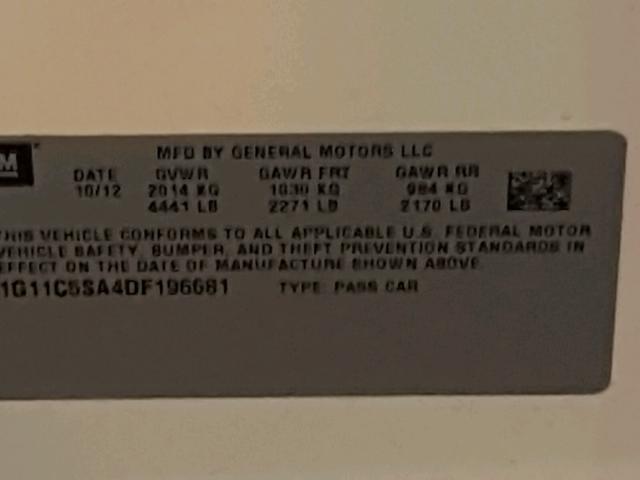 M
MFD BY GENERAL MOTORS LLC
DATE GVWR GAWR FRT GAWR RR
10/12 2014 KG 1030 KG 984 KG
4441 LB 2271 LB 2170 LB
THIS VEHICLE CONFORMS TO ALL APPLICABLE U.S. FEDERAL MOTOR
VEHICLE SAFETY, BUMPER, AND THEFT PREVENTION STANDARDS IN
EFFECT ON THE DATE OF MANUFACTURE SHOWN ABOVE.
1G11C5SA4DF196681 TYPE: PASS CAR